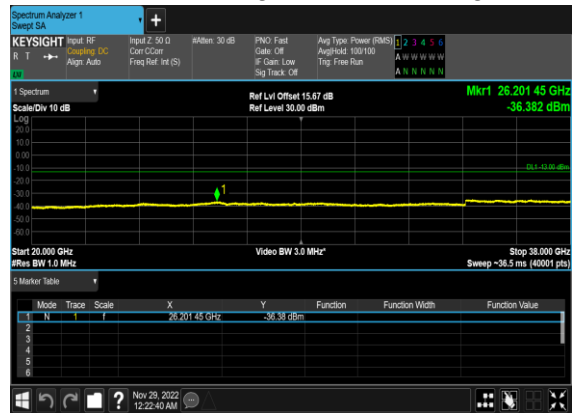 Spectrum Analyzer 1
Swept SA
KEYSIGHT Input: RF Input Z: 50 Ω #Atten: 30 dB PNO: Fast Avg Type: Power (RMS) 1 2 3 4 5 6
R T Coupling: DC Corr CCorr Gate: Off Avg|Hold: 100/100 A W W W W W
Align: Auto Freq Ref: Int (S) IF Gain: Low Trig: Free Run
LW Sig Track: Off A N N N N N
1 Spectrum
Ref Lvl Offset 15.67 dB Mkr1 26.201 45 GHz
Scale/Div 10 dB Ref Level 30.00 dBm -36.382 dBm
Log
20.0
10.0
0.00
-10.0
DL1 -13.00 dBm
-20.0
1
-30.0
-40.0
-50.0
-60.0
Start 20.000 GHz Video BW 3.0 MHz* Stop 38.000 GHz
#Res BW 1.0 MHz Sweep ~36.5 ms (40001 pts)
5 Marker Table
Mode Trace Scale X Y Function Function Width Function Value
1 N 1 f 26.201 45 GHz -36.38 dBm
2
3
4
5
6
? Nov 29, 2022
12:22:40 AM